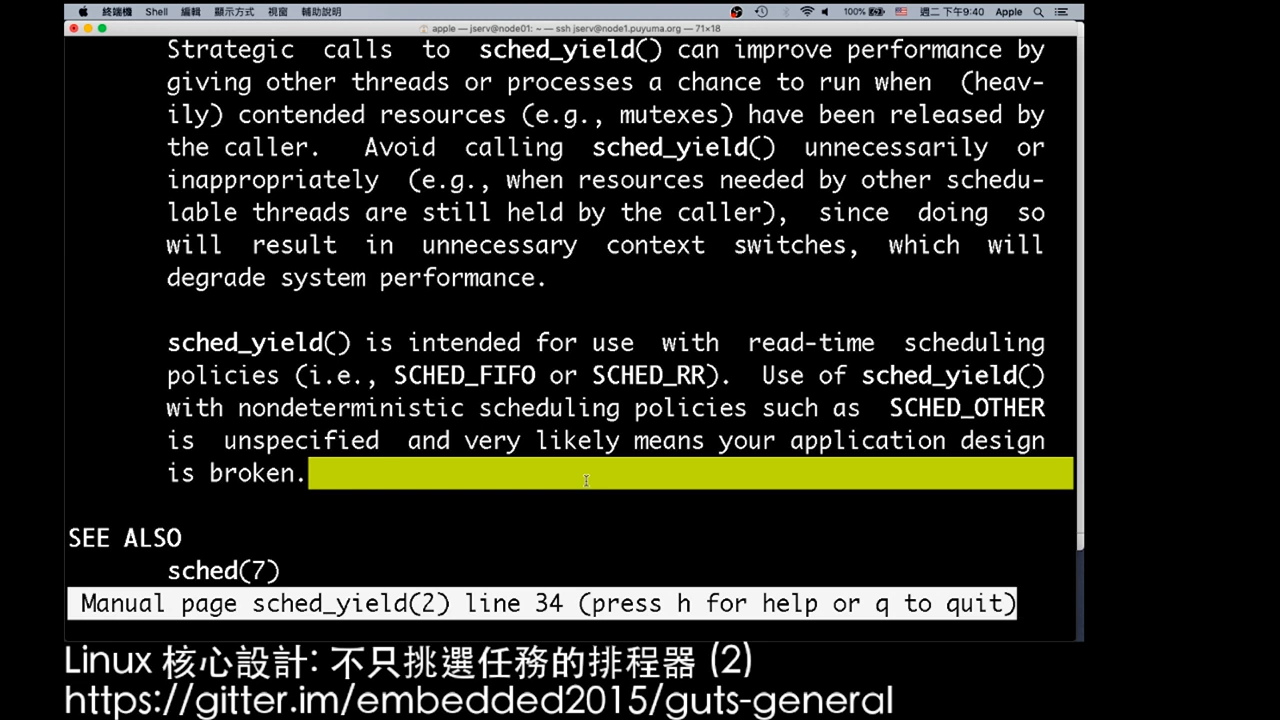 終端機 Shell 編輯 顯示方式 視窗 輔助說明 100% 週二 下午9:40 Apple
apple — jserv@node01: ~ — ssh jserv@node1.puyuma.org — 71×18
Strategic calls to sched_yield() can improve performance by
giving other threads or processes a chance to run when (heav-
ily) contended resources (e.g., mutexes) have been released by
the caller. Avoid calling sched_yield() unnecessarily or
inappropriately (e.g., when resources needed by other schedu-
lable threads are still held by the caller), since doing so
will result in unnecessary context switches, which will
degrade system performance.
sched_yield() is intended for use with read-time scheduling
policies (i.e., SCHED_FIFO or SCHED_RR). Use of sched_yield()
with nondeterministic scheduling policies such as SCHED_OTHER
is unspecified and very likely means your application design
is broken.
SEE ALSO
sched(7)
Manual page sched_yield(2) line 34 (press h for help or q to quit)
Linux 核心設計: 不只挑選任務的排程器 (2)
https://gitter.im/embedded2015/guts-general